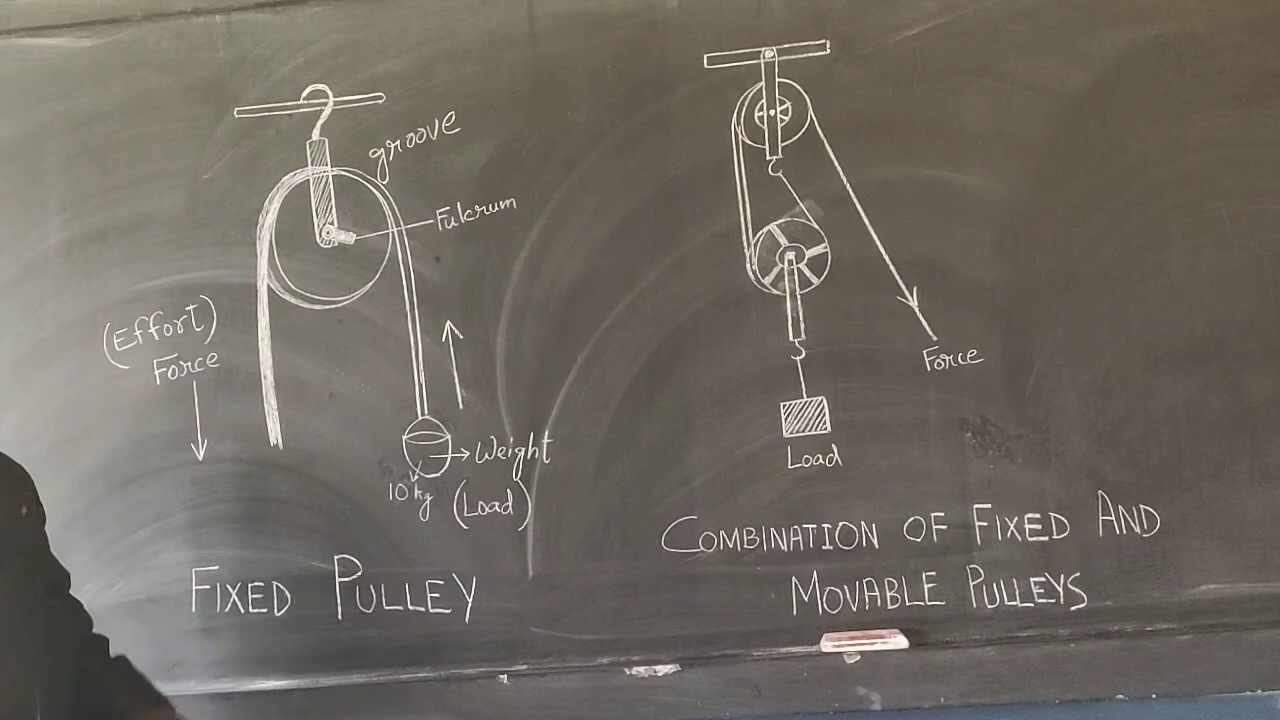 groove
Fulcrum
(Effort)
Force
Weight
10 kg
(Load)
FIXED PULLEY
Force
Load
COMBINATION OF FIXED AND
MOVABLE PULLEYS